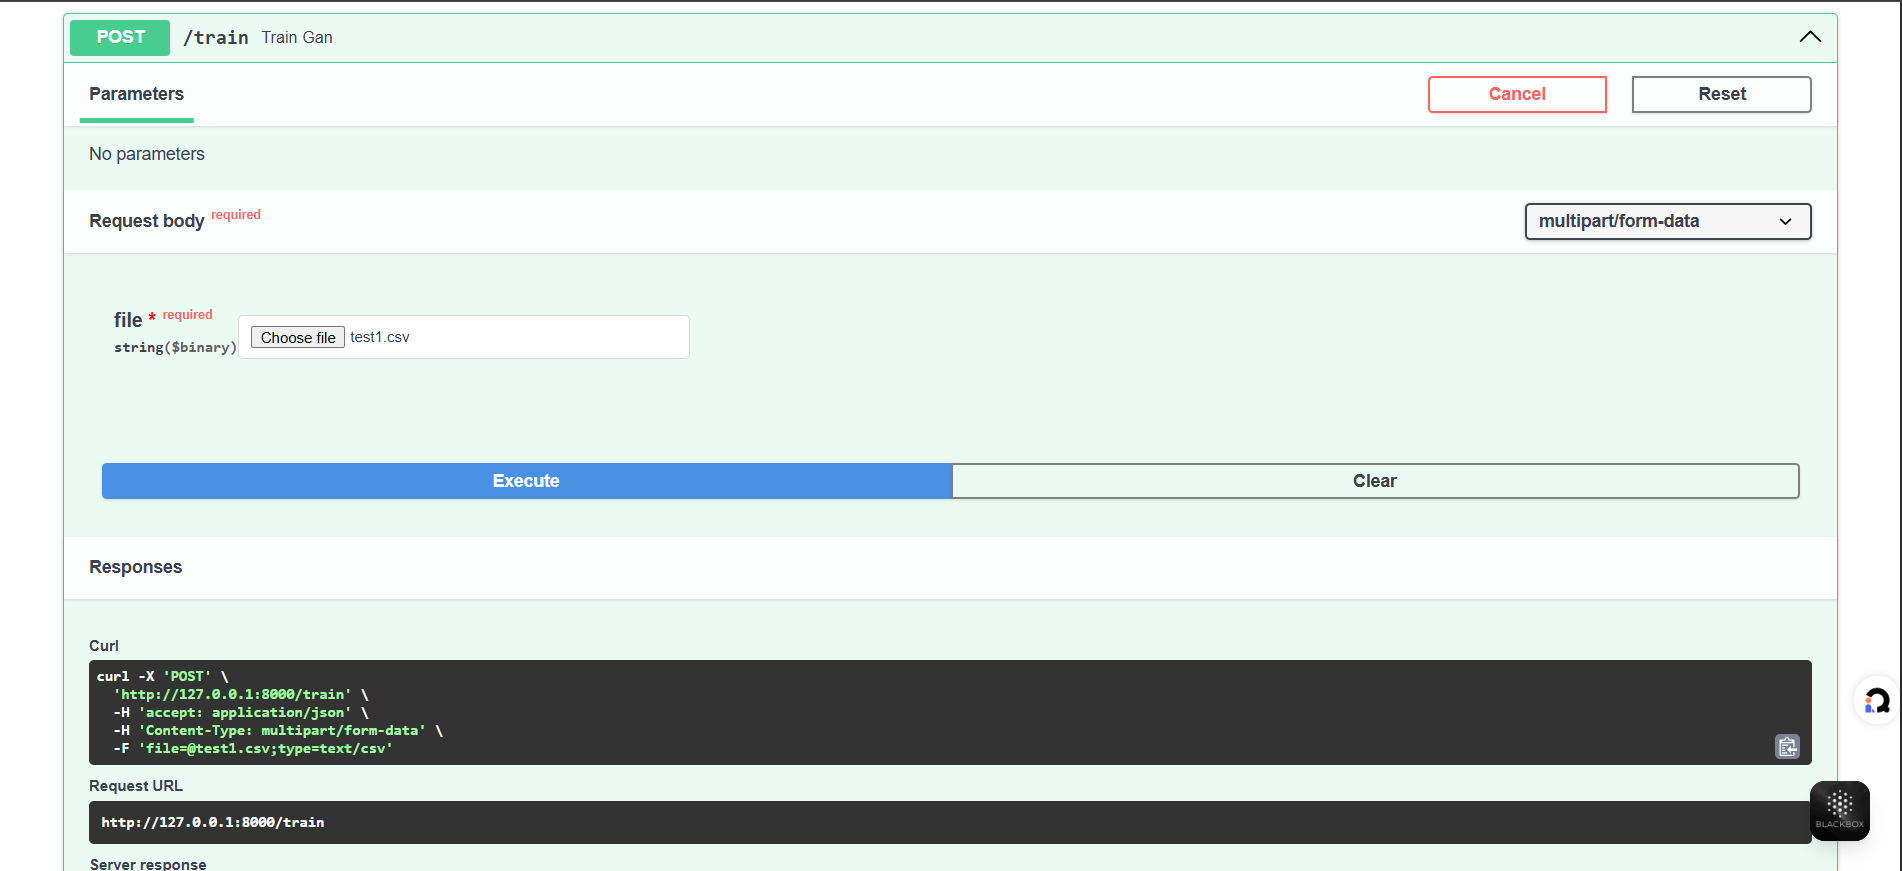 POST /train Train Gan
Parameters
Cancel
Reset
No parameters
Request body required
multipart/form-data
file * required
string($binary)
Choose file test1.csv
Execute
Clear
Responses
Curl
curl -X 'POST' \
  'http://127.0.0.1:8000/train' \
  -H 'accept: application/json' \
  -H 'Content-Type: multipart/form-data' \
  -F 'file=@test1.csv;type=text/csv'
Request URL
http://127.0.0.1:8000/train
BLACKBOX
Server response